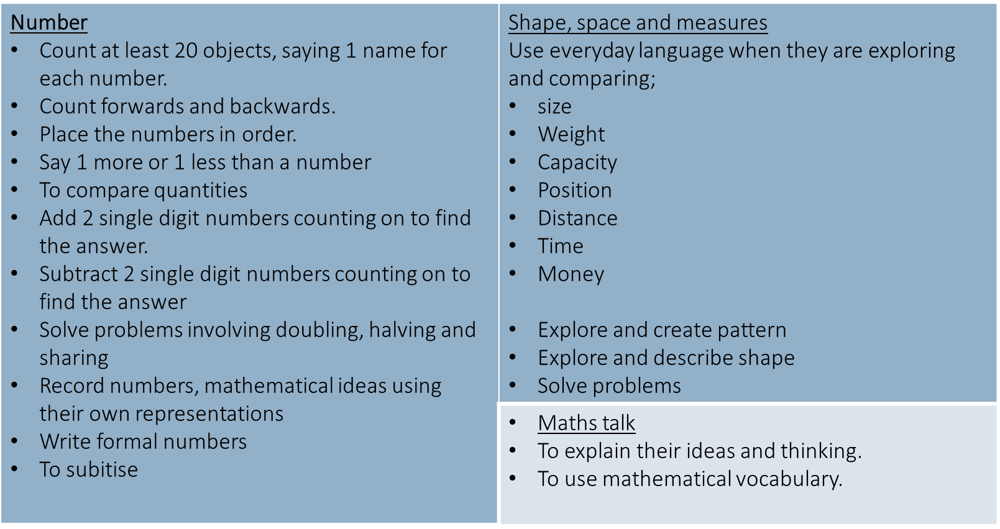 Number
• Count at least 20 objects, saying 1 name for
each number.
• Count forwards and backwards.
• Place the numbers in order.
• Say 1 more or 1 less than a number
• To compare quantities
• Add 2 single digit numbers counting on to find
the answer.
• Subtract 2 single digit numbers counting on to
find the answer
• Solve problems involving doubling, halving and
sharing
• Record numbers, mathematical ideas using
their own representations
• Write formal numbers
• To subitise
Shape, space and measures
Use everyday language when they are exploring
and comparing;
• size
• Weight
• Capacity
• Position
• Distance
• Time
• Money
• Explore and create pattern
• Explore and describe shape
• Solve problems
• Maths talk
• To explain their ideas and thinking.
• To use mathematical vocabulary.